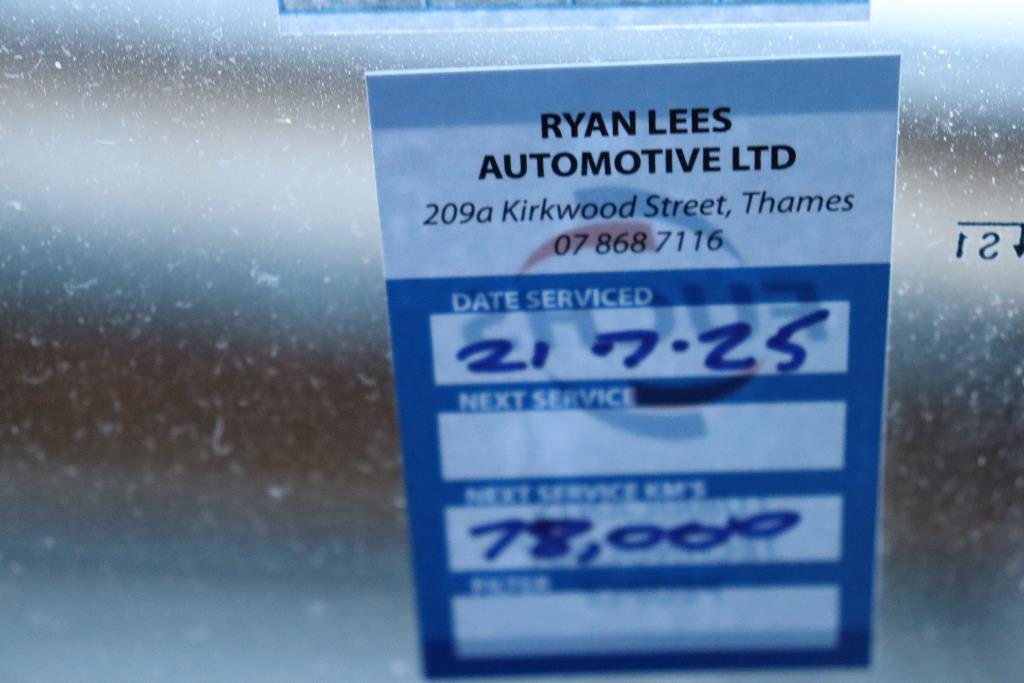 RYAN LEES
AUTOMOTIVE LTD
209a Kirkwood Street, Thames
07 868 7116
DATE SERVICED
21 7.25
NEXT SERVICE
NEXT SERVICE KM'S
78,000
FILTER